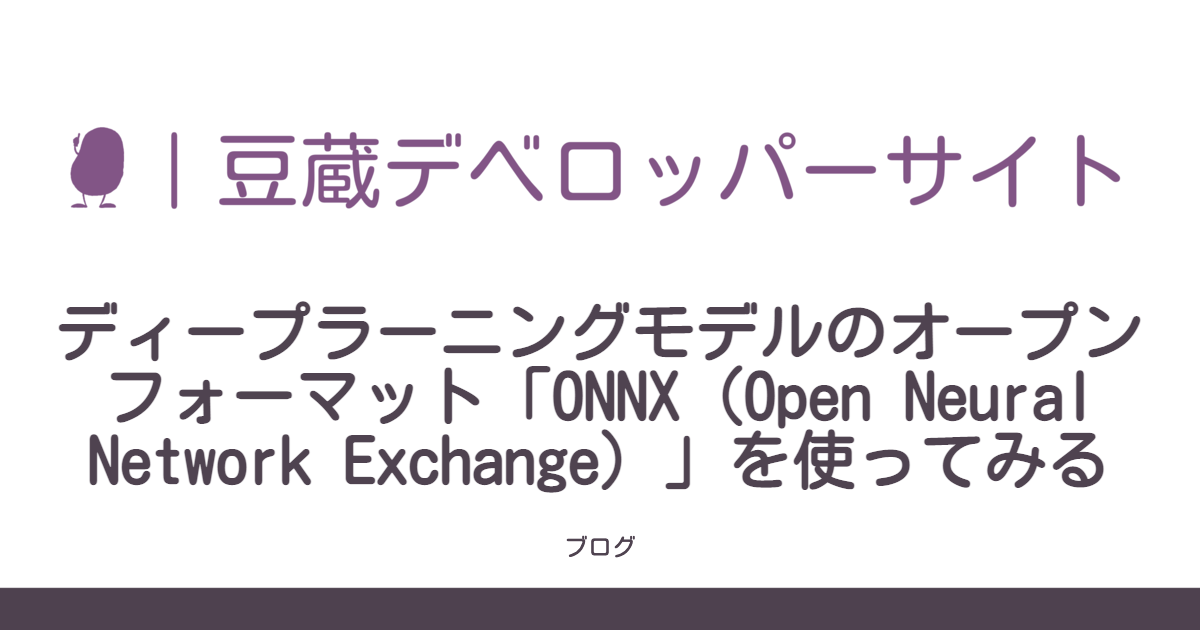 ｜豆蔵デベロッパーサイト
ディープラーニングモデルのオープン
フォーマット「ONNX（Open Neural
Network Exchange）」を使ってみる
ブログ